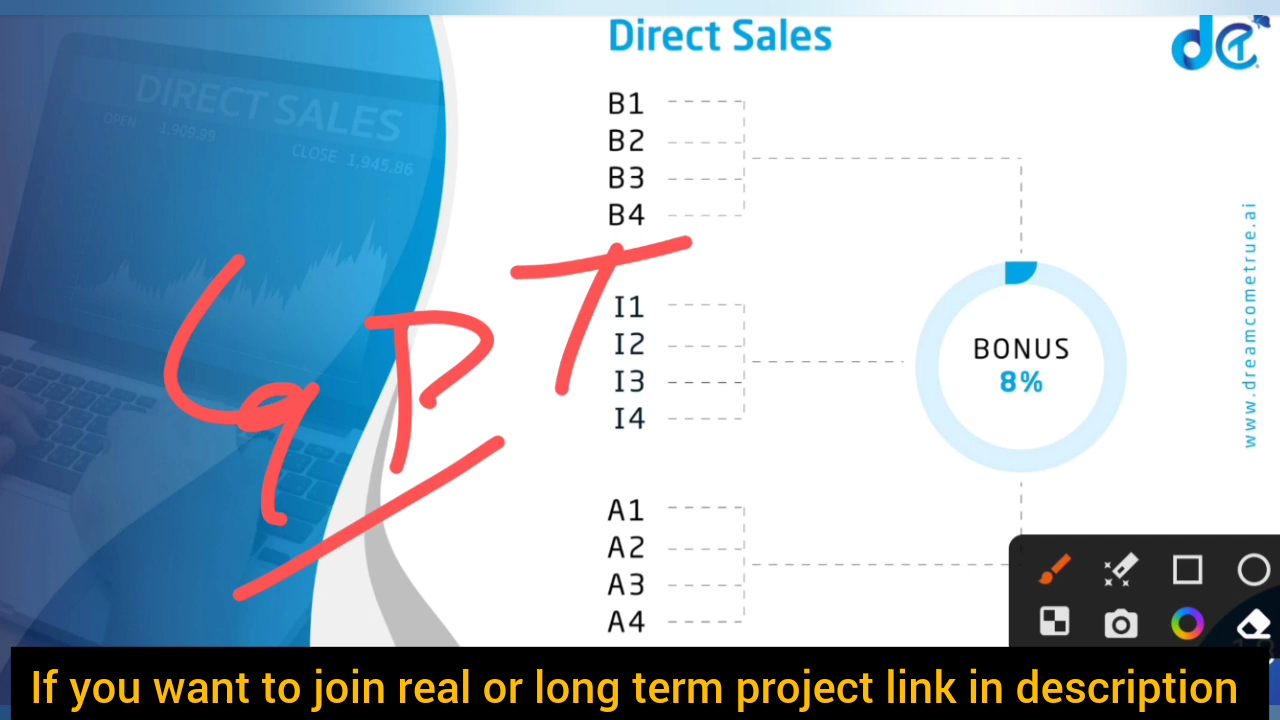 Direct Sales
DIRECT SALES
OPEN 1,909.99
CLOSE 1,945.86
B1
B2
B3
B4
GPT
I1
I2
I3
I4
BONUS
8%
A1
A2
A3
A4
www.dreamcometrue.ai
If you want to join real or long term project link in description